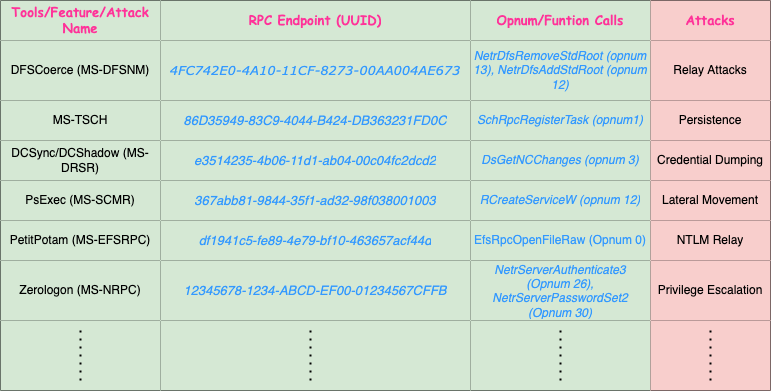 Tools/Feature/Attack
Name
RPC Endpoint (UUID)
Opnum/Funtion Calls
Attacks
DFSCoerce (MS-DFSNM)
4FC742E0-4A10-11CF-8273-00AA004AE673
NetrDfsRemoveStdRoot (opnum
13), NetrDfsAddStdRoot (opnum
12)
Relay Attacks
MS-TSCH
86D35949-83C9-4044-B424-DB363231FD0C
SchRpcRegisterTask (opnum1)
Persistence
DCSync/DCShadow (MS-
DRSR)
e3514235-4b06-11d1-ab04-00c04fc2dcd2
DsGetNCChanges (opnum 3)
Credential Dumping
PsExec (MS-SCMR)
367abb81-9844-35f1-ad32-98f038001003
RCreateServiceW (opnum 12)
Lateral Movement
PetitPotam (MS-EFSRPC)
df1941c5-fe89-4e79-bf10-463657acf44d
EfsRpcOpenFileRaw (Opnum 0)
NTLM Relay
Zerologon (MS-NRPC)
12345678-1234-ABCD-EF00-01234567CFFB
NetrServerAuthenticate3
(Opnum 26),
NetrServerPasswordSet2
(Opnum 30)
Privilege Escalation